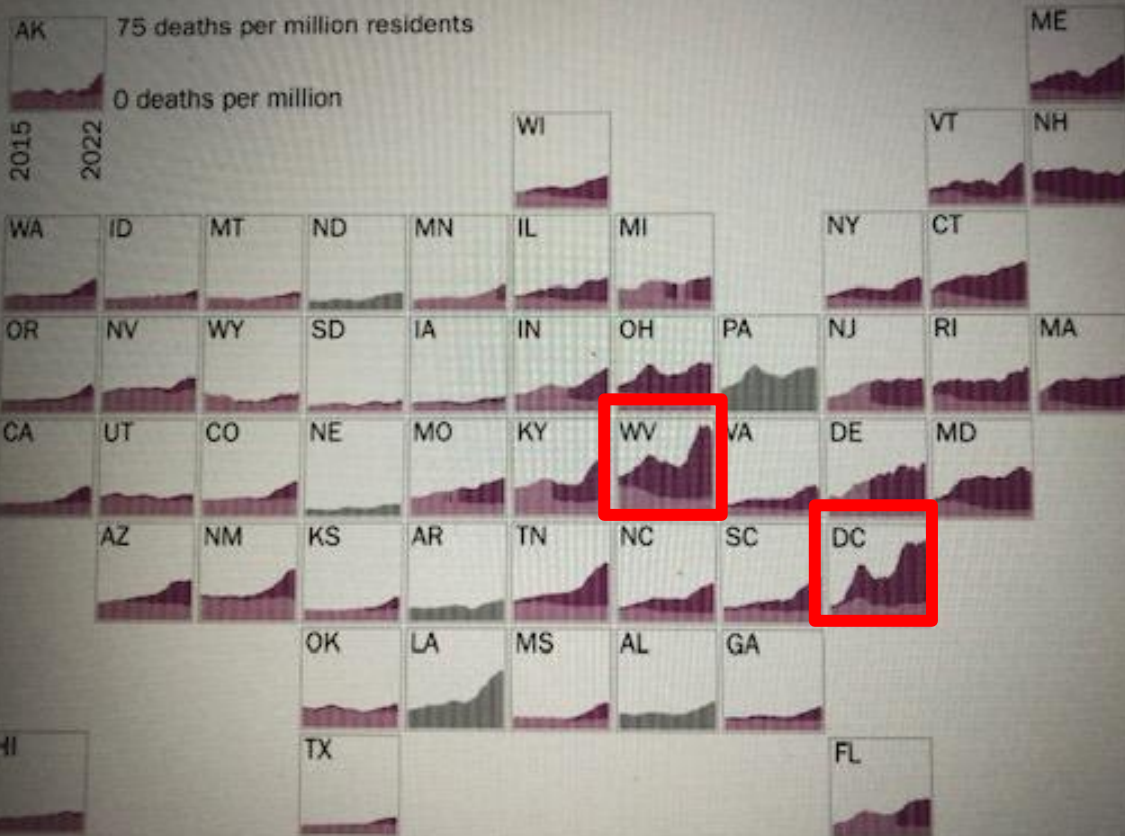 AK
75 deaths per million residents
ME
0 deaths per million
2015
2022
WI
VT
NH
WA
ID
MT
ND
MN
IL
MI
NY
CT
OR
NV
WY
SD
IA
IN
OH
PA
NJ
RI
MA
CA
UT
CO
NE
MO
KY
WV
VA
DE
MD
AZ
NM
KS
AR
TN
NC
SC
DC
OK
LA
MS
AL
GA
HI
TX
FL